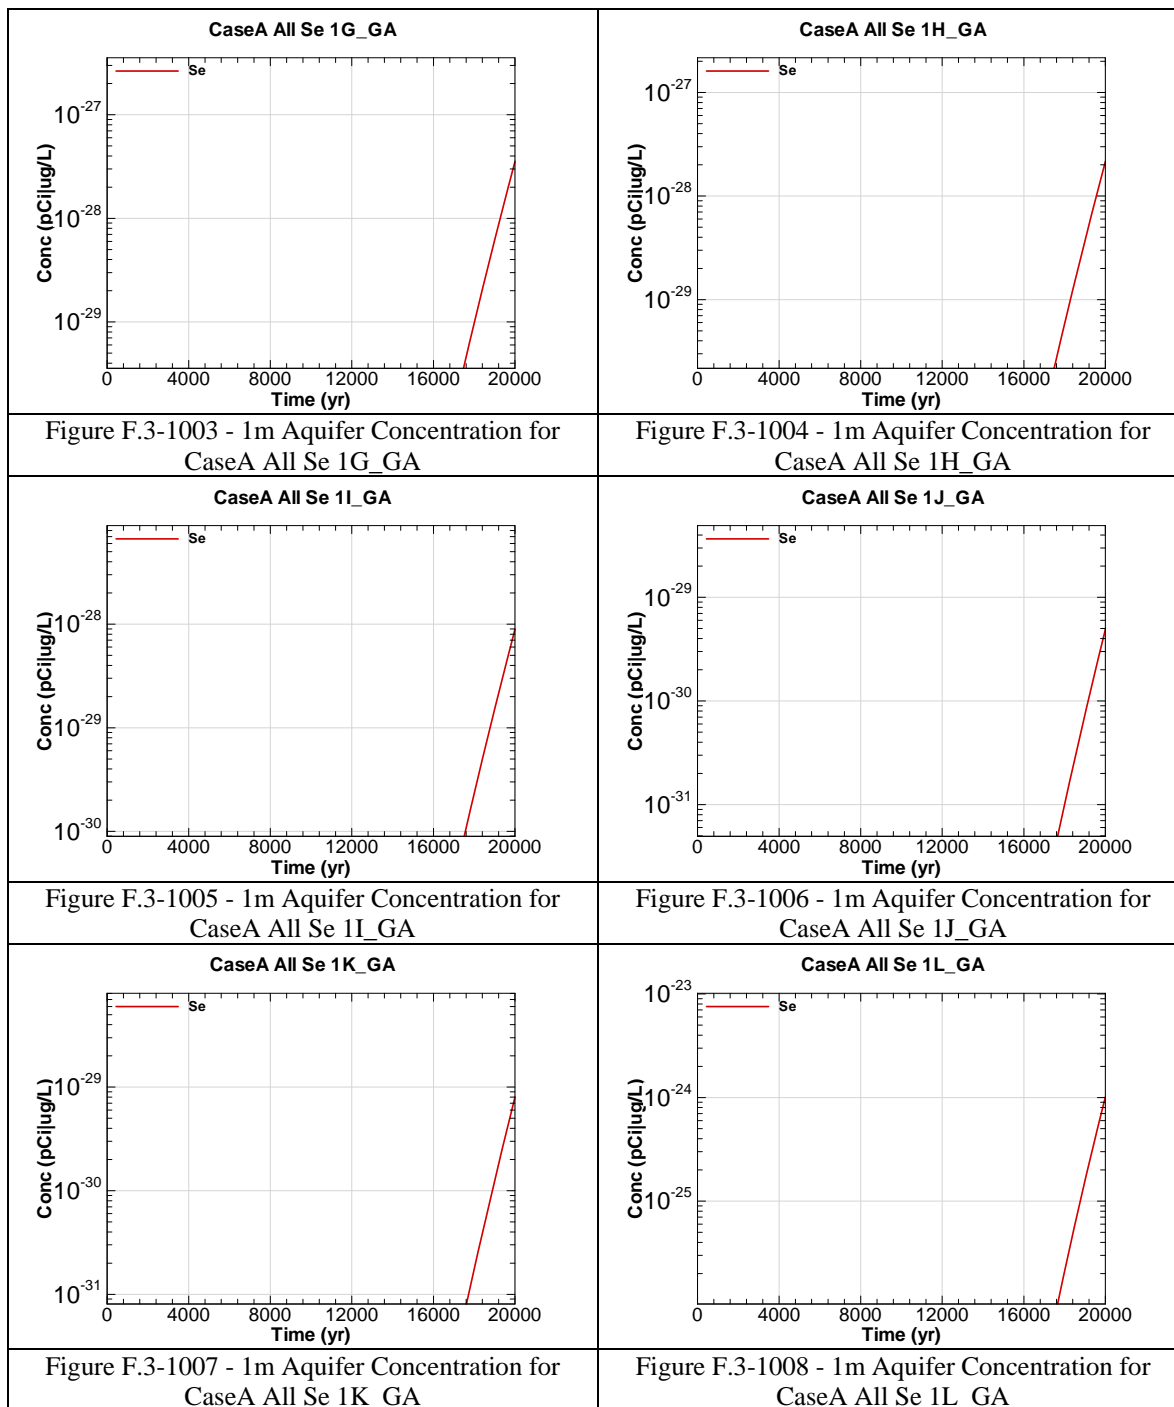 CaseA All Se 1G_GA
Se
10-27
10-28
10-29
Conc (pCi|ug/L)
0 4000 8000 12000 16000 20000
Time (yr)
Figure F.3-1003 - 1m Aquifer Concentration for
CaseA All Se 1G_GA
CaseA All Se 1H_GA
Se
10-27
10-28
10-29
Conc (pCi|ug/L)
0 4000 8000 12000 16000 20000
Time (yr)
Figure F.3-1004 - 1m Aquifer Concentration for
CaseA All Se 1H_GA
CaseA All Se 1I_GA
Se
10-28
10-29
10-30
Conc (pCi|ug/L)
0 4000 8000 12000 16000 20000
Time (yr)
Figure F.3-1005 - 1m Aquifer Concentration for
CaseA All Se 1I_GA
CaseA All Se 1J_GA
Se
10-29
10-30
10-31
Conc (pCi|ug/L)
0 4000 8000 12000 16000 20000
Time (yr)
Figure F.3-1006 - 1m Aquifer Concentration for
CaseA All Se 1J_GA
CaseA All Se 1K_GA
Se
10-29
10-30
10-31
Conc (pCi|ug/L)
0 4000 8000 12000 16000 20000
Time (yr)
Figure F.3-1007 - 1m Aquifer Concentration for
CaseA All Se 1K_GA
CaseA All Se 1L_GA
10-23
Se
10-24
10-25
Conc (pCi|ug/L)
0 4000 8000 12000 16000 20000
Time (yr)
Figure F.3-1008 - 1m Aquifer Concentration for
CaseA All Se 1L_GA